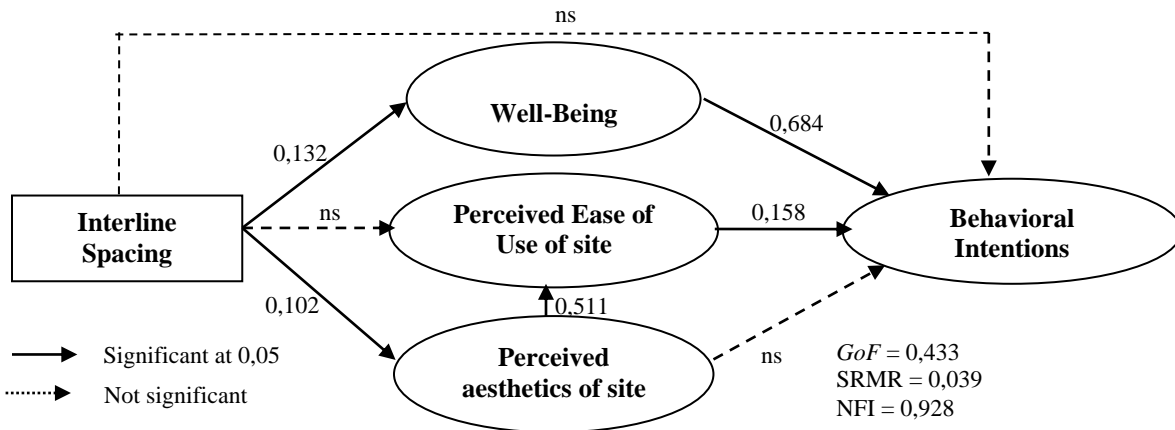 ns
Well-Being
0,684
0,132
Interline
Spacing
ns
Perceived Ease of
Use of site
0,158
Behavioral
Intentions
0,102
0,511
Perceived
aesthetics of site
ns
Significant at 0,05
Not significant
GoF = 0,433
SRMR = 0,039
NFI = 0,928